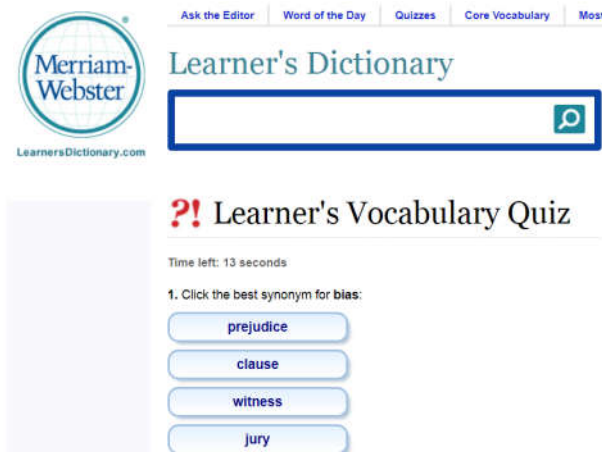 Ask the Editor Word of the Day Quizzes Core Vocabulary Most
Merriam-
Webster
®
LearnersDictionary.com
Learner's Dictionary
?! Learner's Vocabulary Quiz
Time left: 13 seconds
1. Click the best synonym for bias:
prejudice
clause
witness
jury